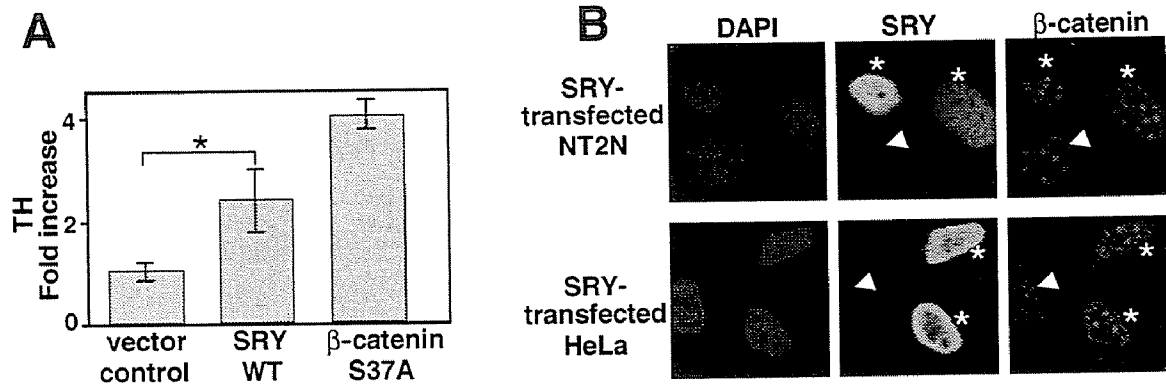 A
TH
Fold increase
4
2
0
*
vector
control
SRY
WT
β-catenin
S37A
B
DAPI
SRY
β-catenin
SRY-
transfected
NT2N
*
*
*
*
SRY-
transfected
HeLa
*
*
*
*